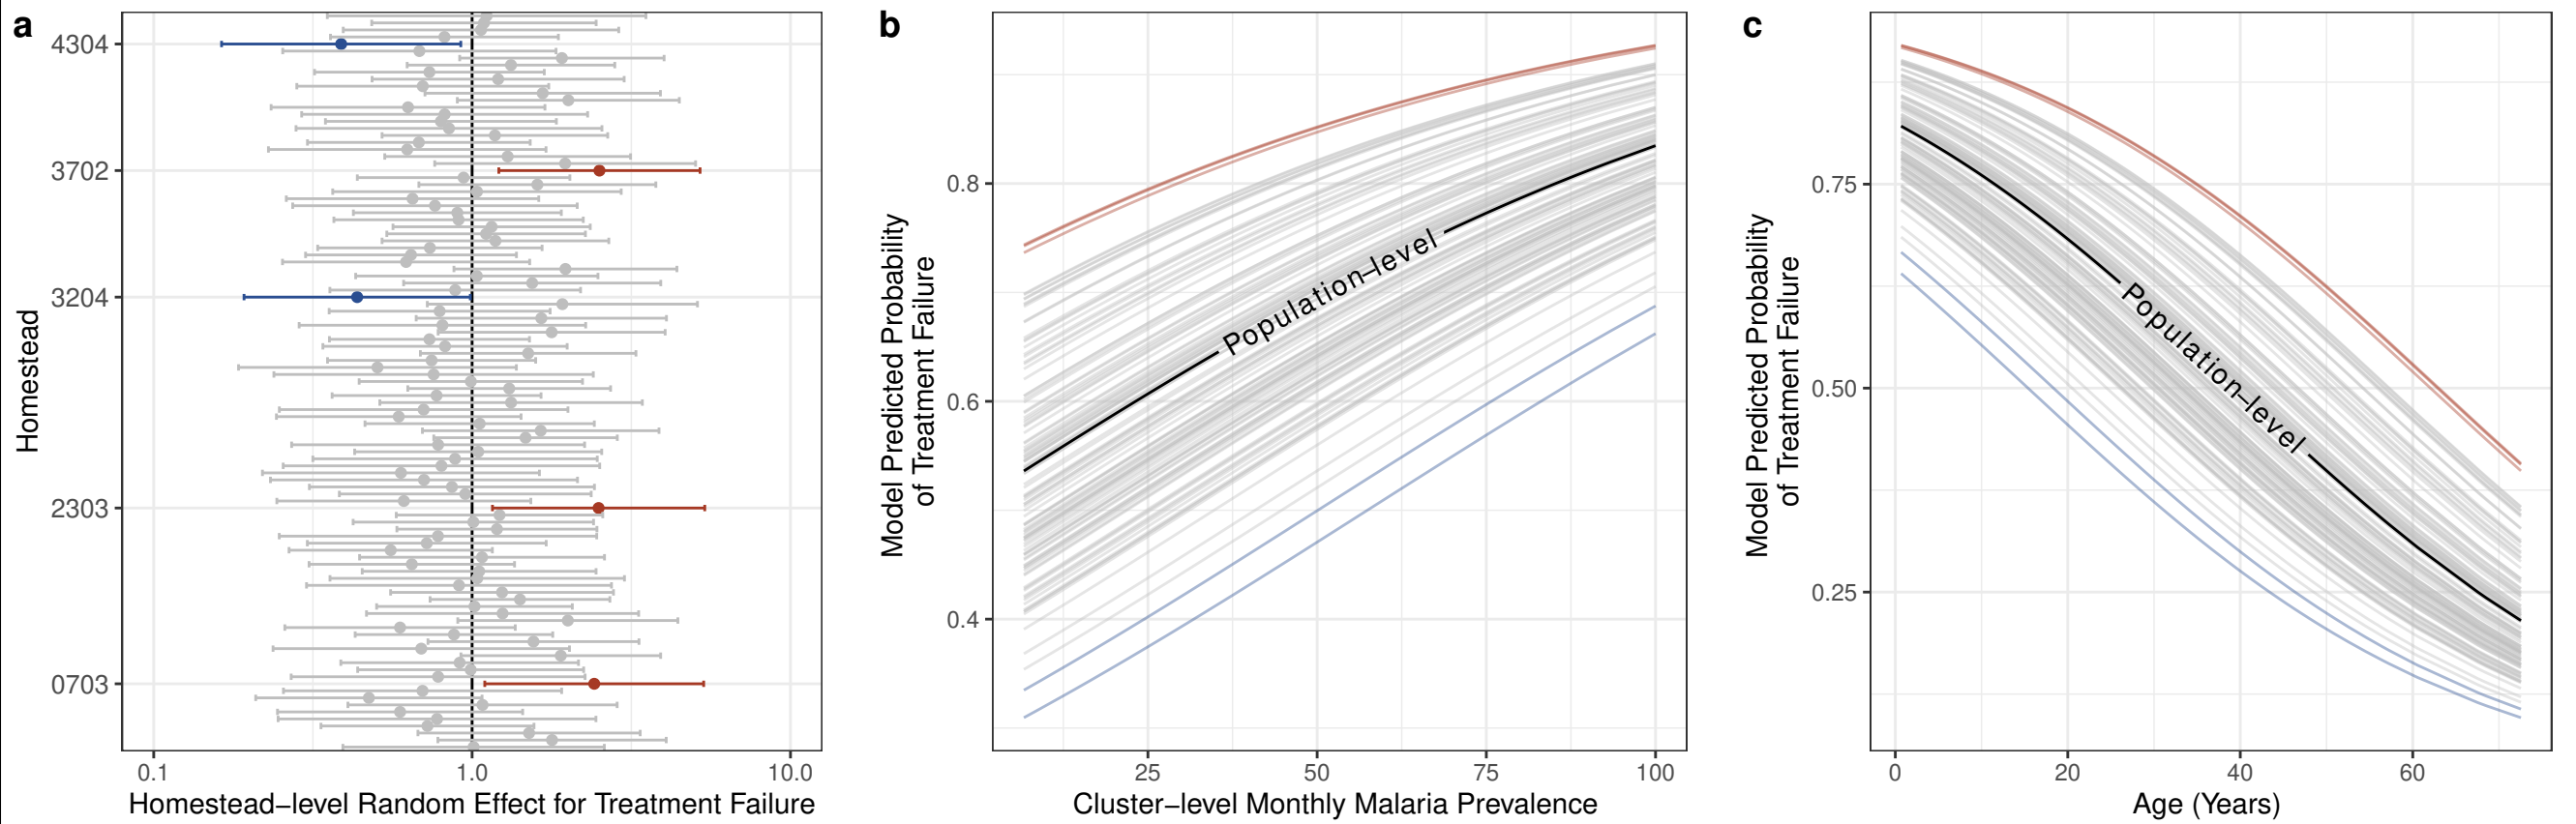 a
4304
3702
3204
2303
0703
Homestead
0.1
1.0
10.0
Homestead−level Random Effect for Treatment Failure
b
0.8
0.6
0.4
Model Predicted Probability
of Treatment Failure
Population−level
25
50
75
100
Cluster−level Monthly Malaria Prevalence
c
0.75
0.50
0.25
Model Predicted Probability
of Treatment Failure
Population−level
0
20
40
60
Age (Years)